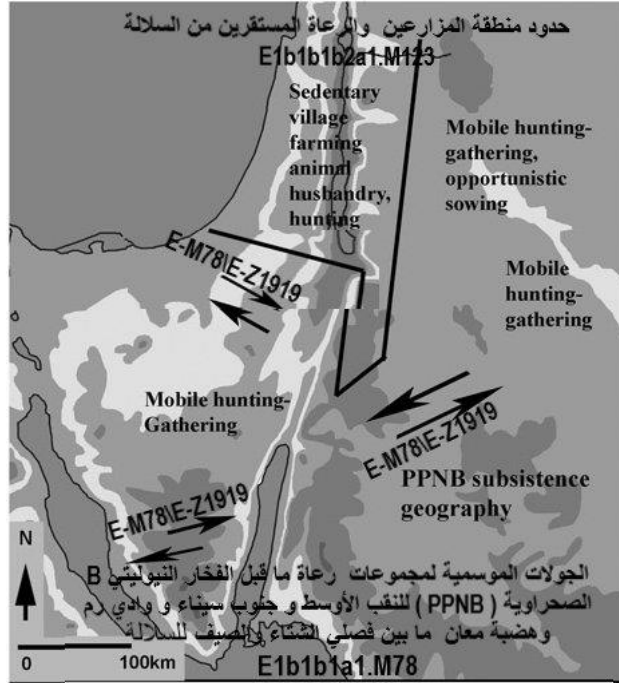 حدود منطقة المزارعين والرعاة المستقرين من السلالة
E1b1b1b2a1.M123
Sedentary
village
farming
animal
husbandry,
hunting
Mobile hunting-
gathering,
opportunistic
sowing
Mobile
hunting-
gathering
E-M78\E-Z1919
Mobile hunting-
Gathering
E-M78\E-Z1919
PPNB subsistence
geography
E-M78\E-Z1919
N
الجولات الموسمية لمجموعات رعاة ما قبل الفخار النيوليتي B
الصحراوية ( PPNB ) للنقب الأوسط و جنوب سيناء و وادي رم
وهضبة معان ما بين فصلي الشتاء والصيف للسلالة
E1b1b1a1.M78
0 100km